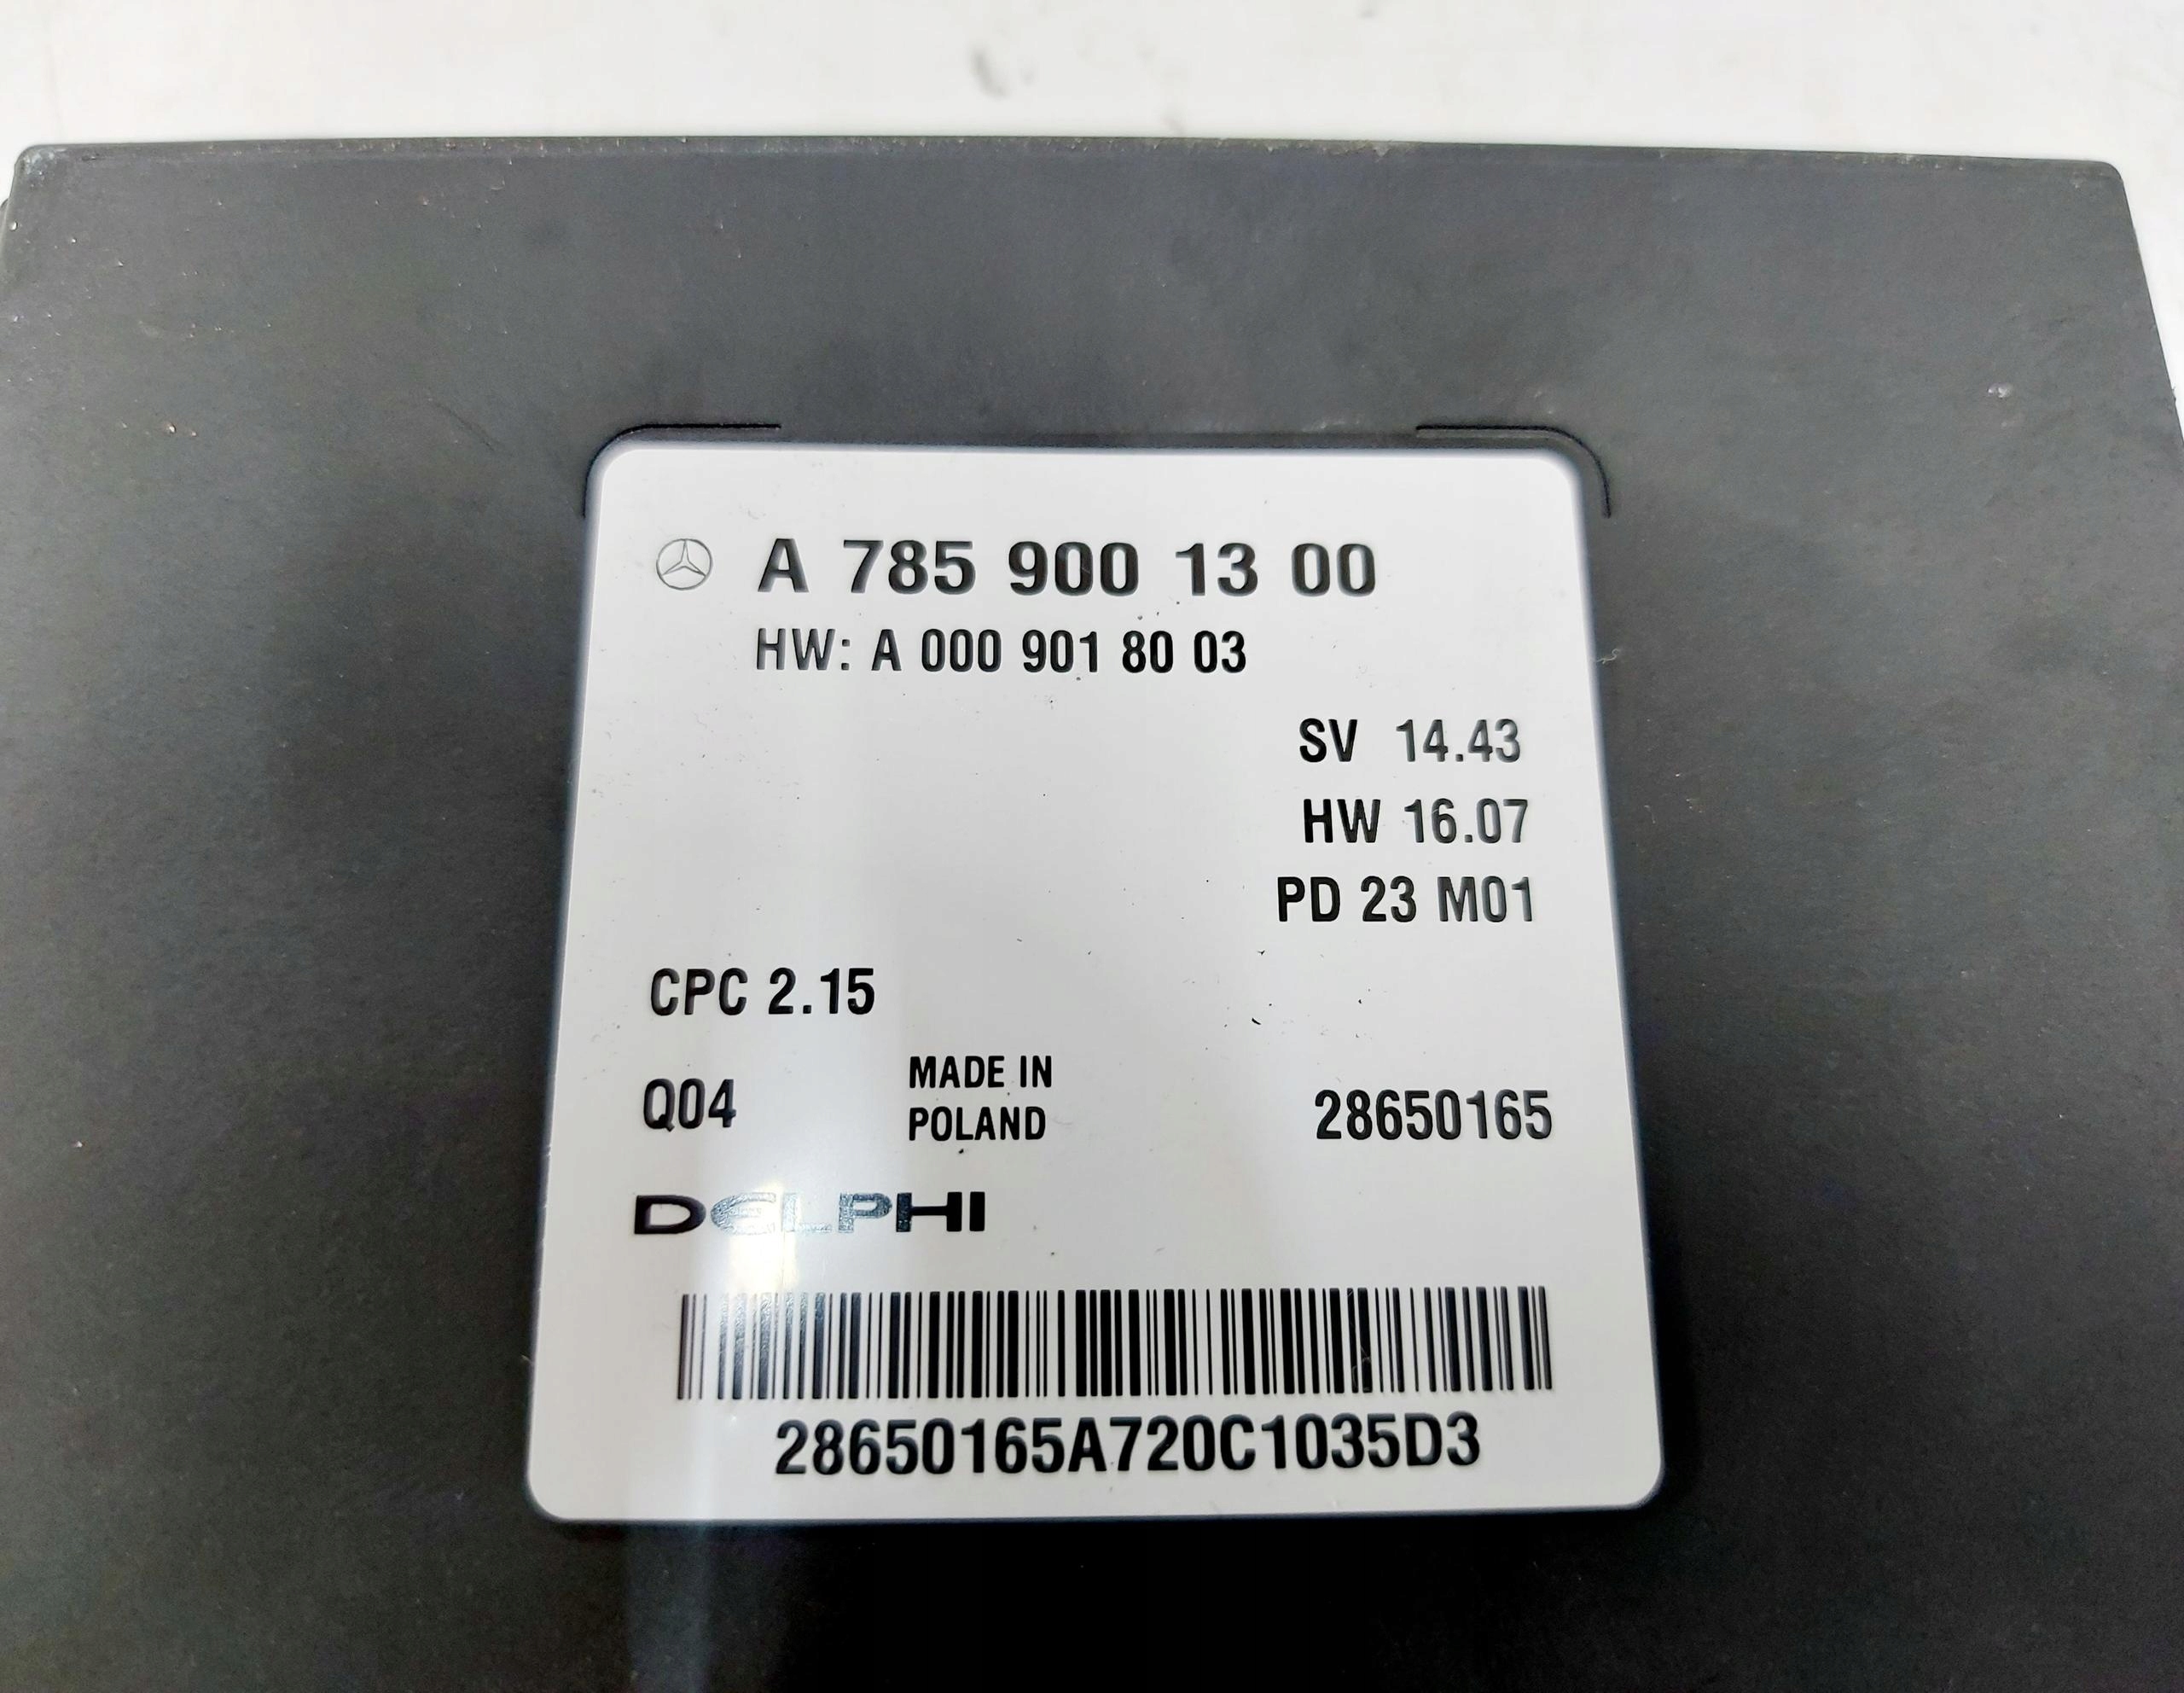 A 785 900 13 00
HW: A 000 901 80 03
SV 14.43
HW 16.07
PD 23 M01
CPC 2.15
Q04
MADE IN
POLAND
28650165
DELPHI
28650165A720C1035D3